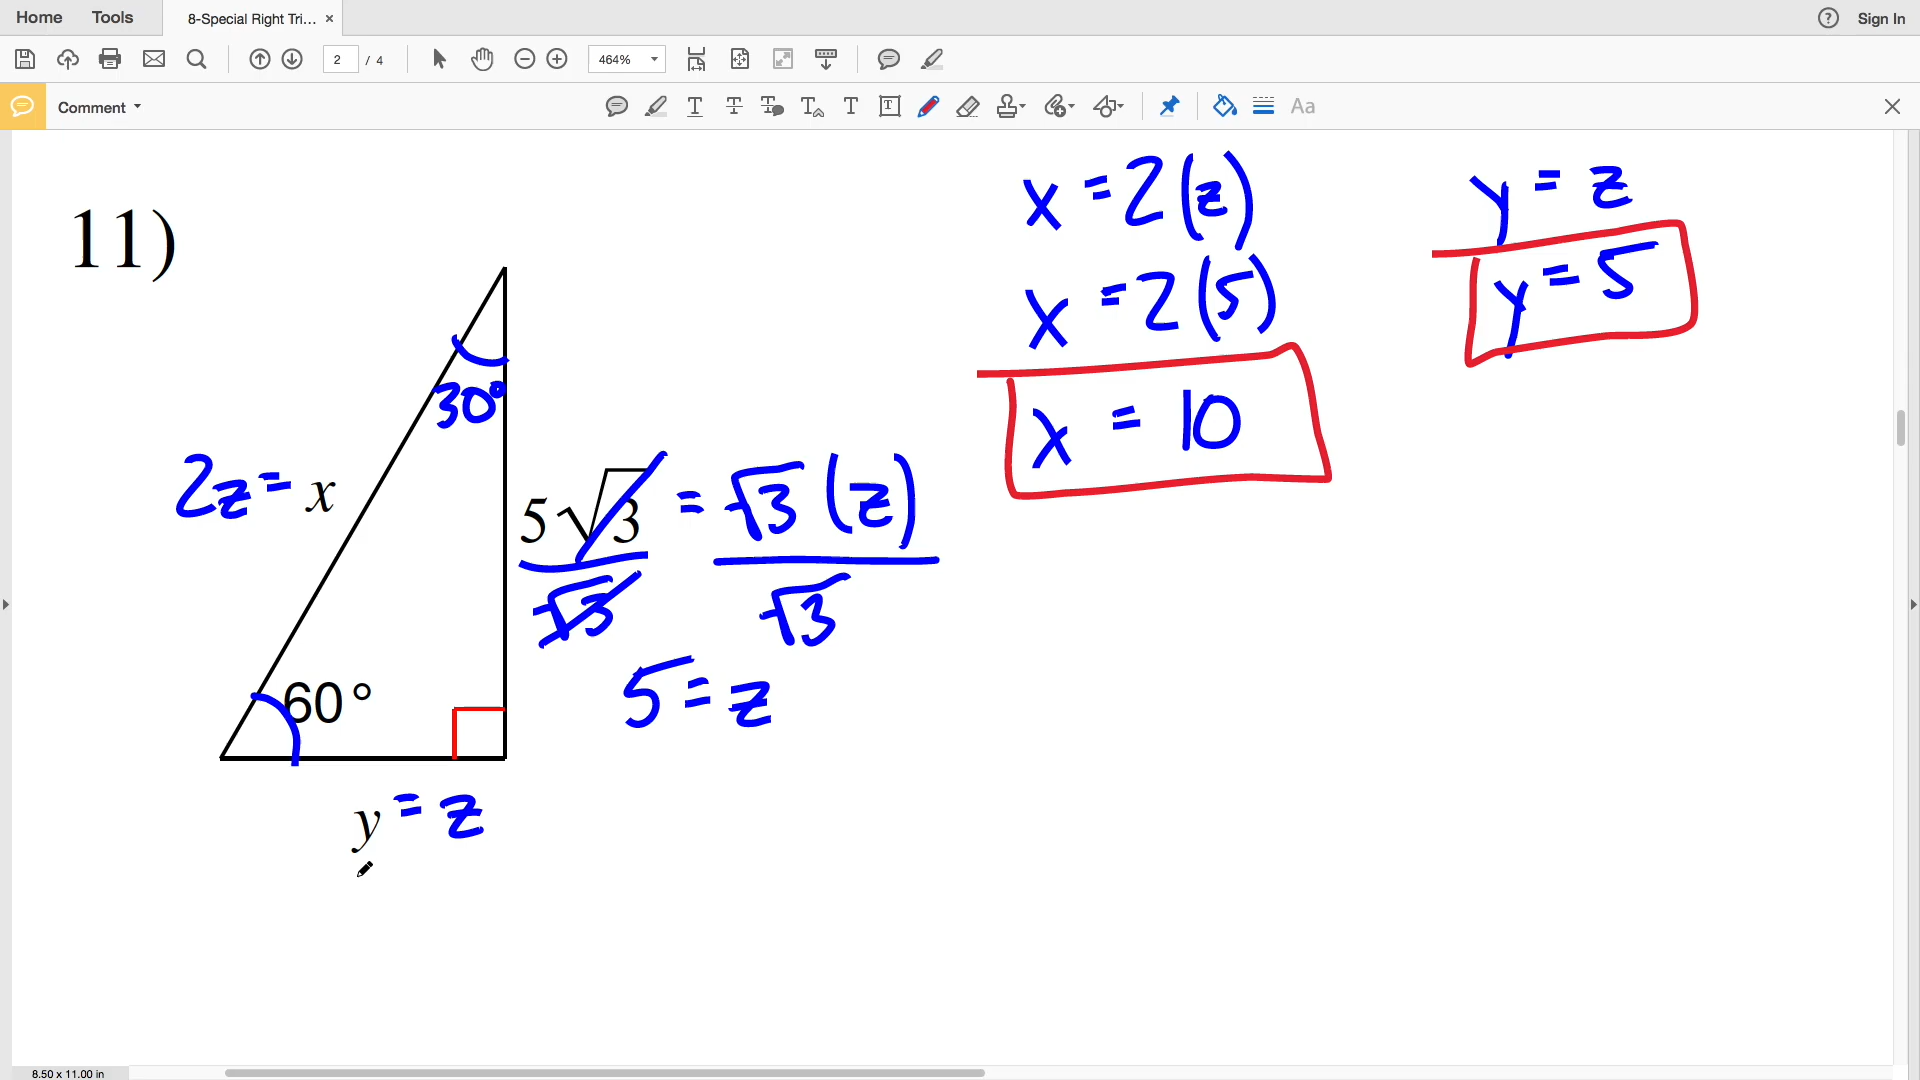 Home Tools 8-Special Right Tri... × Sign In
2 / 4 464%
Comment Aa
11)
30°
2z = x
5√3 = √3 (z)
√3 √3
5 = z
60°
y = z
x = 2(z)
x = 2(5)
x = 10
y = z
y = 5
8.50 x 11.00 in